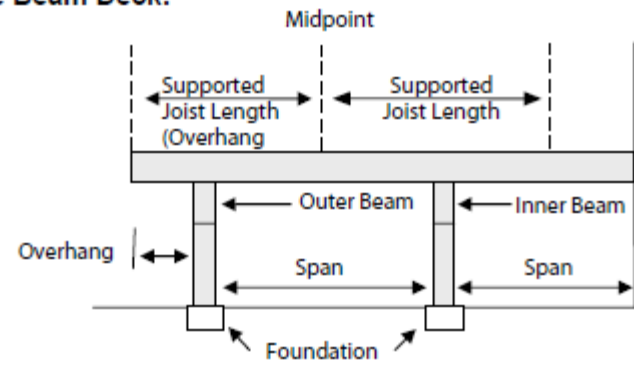 Beam Deck.
Midpoint
Supported
Joist Length
(Overhang
Supported
Joist Length
Outer Beam
Inner Beam
Overhang
Span
Span
Foundation